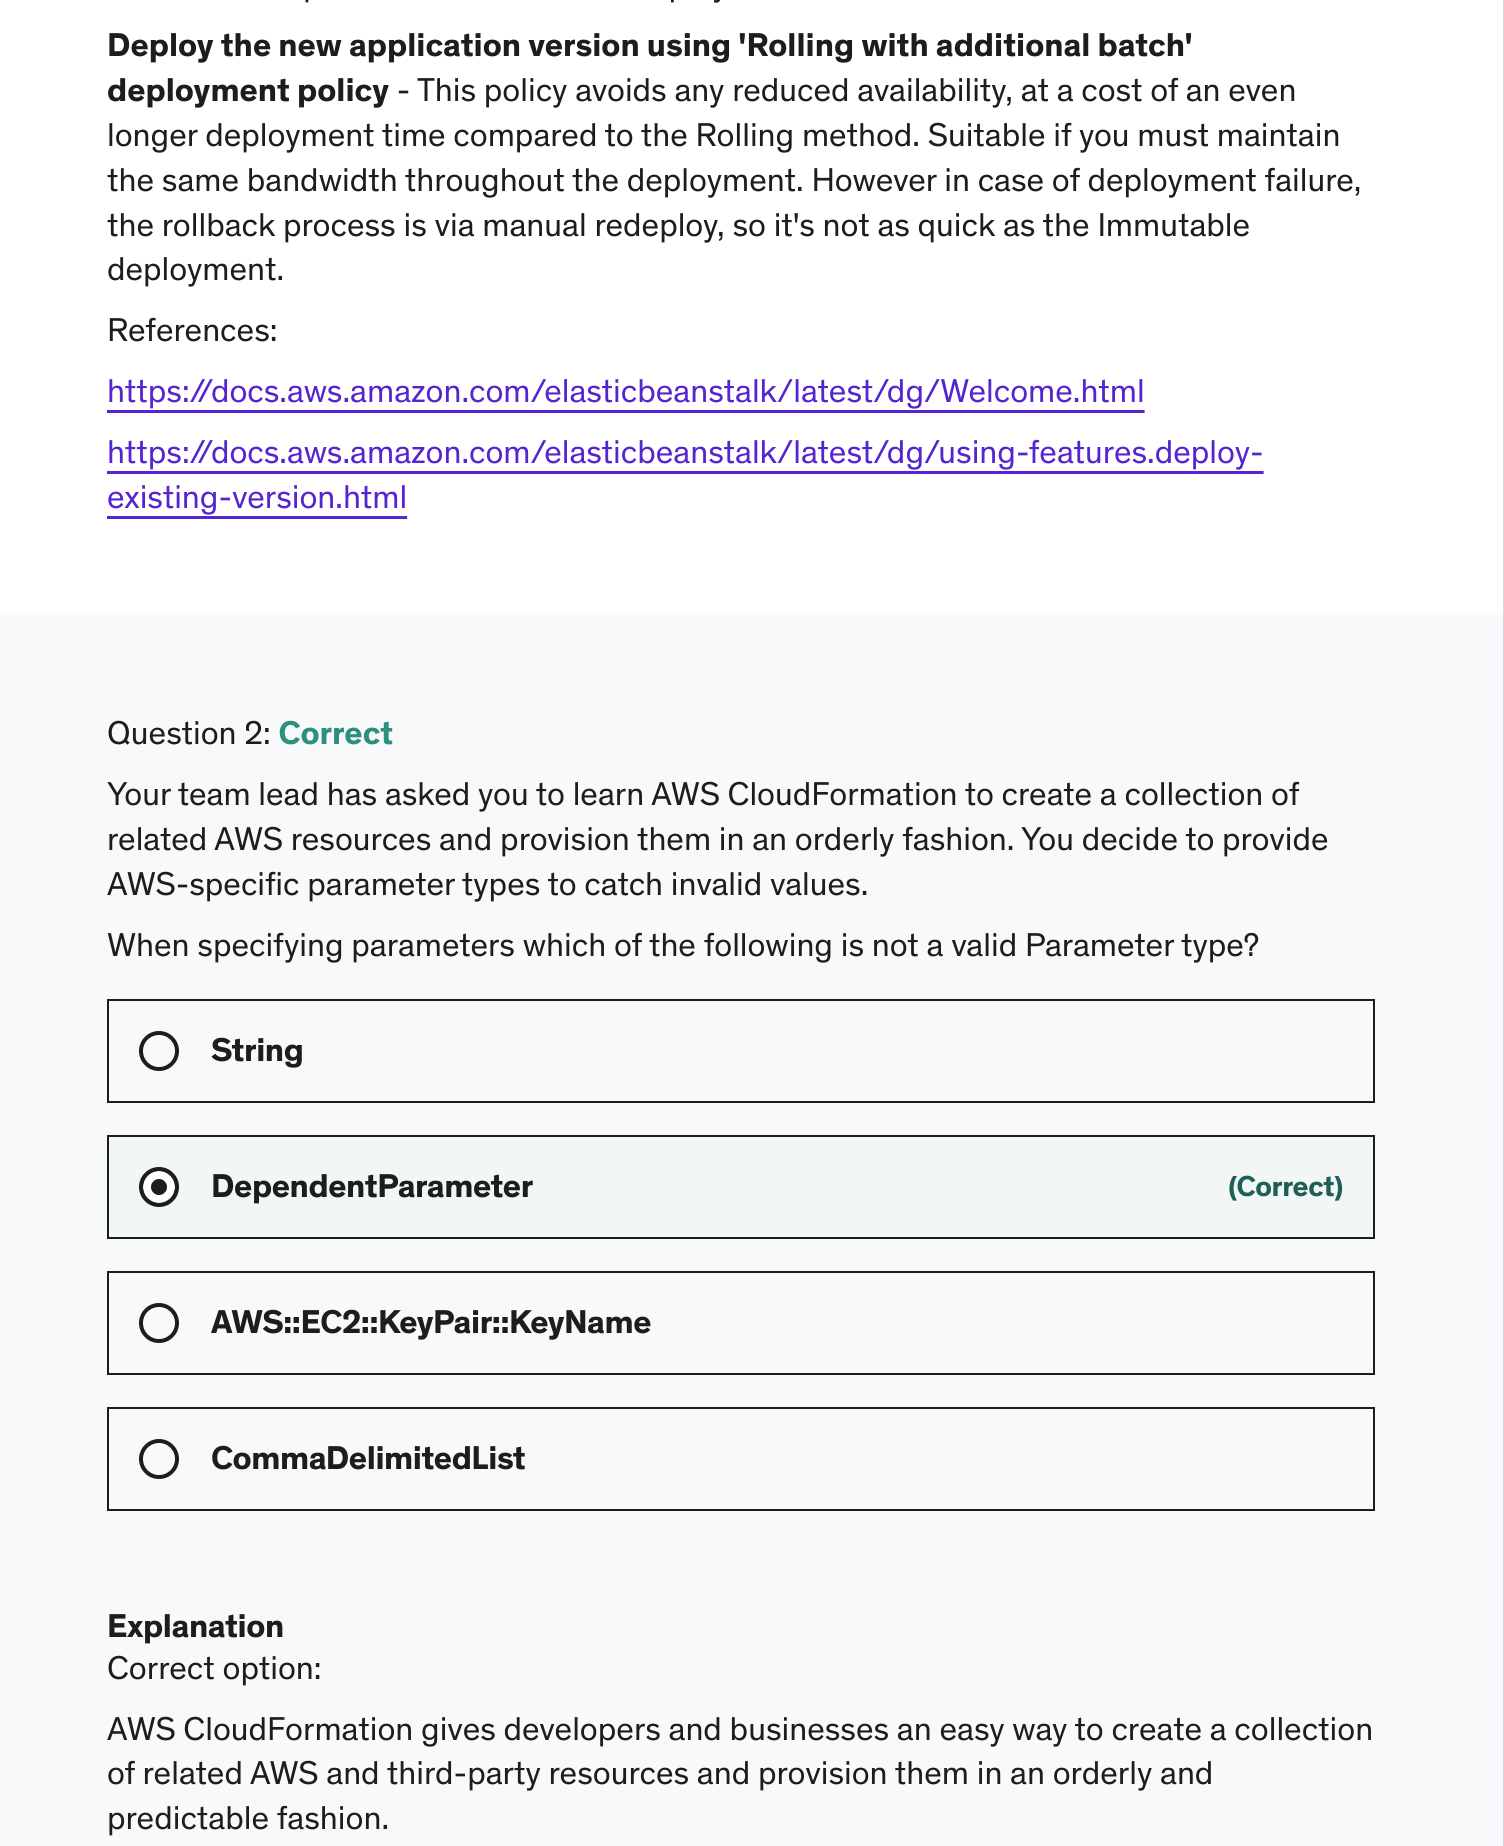 Deploy the new application version using 'Rolling with additional batch'
deployment policy - This policy avoids any reduced availability, at a cost of an even
longer deployment time compared to the Rolling method. Suitable if you must maintain
the same bandwidth throughout the deployment. However in case of deployment failure,
the rollback process is via manual redeploy, so it's not as quick as the Immutable
deployment.
References:
https://docs.aws.amazon.com/elasticbeanstalk/latest/dg/Welcome.html
https://docs.aws.amazon.com/elasticbeanstalk/latest/dg/using-features.deploy-
existing-version.html
Question 2: Correct
Your team lead has asked you to learn AWS CloudFormation to create a collection of
related AWS resources and provision them in an orderly fashion. You decide to provide
AWS-specific parameter types to catch invalid values.
When specifying parameters which of the following is not a valid Parameter type?
String
DependentParameter (Correct)
AWS::EC2::KeyPair::KeyName
CommaDelimitedList
Explanation
Correct option:
AWS CloudFormation gives developers and businesses an easy way to create a collection
of related AWS and third-party resources and provision them in an orderly and
predictable fashion.